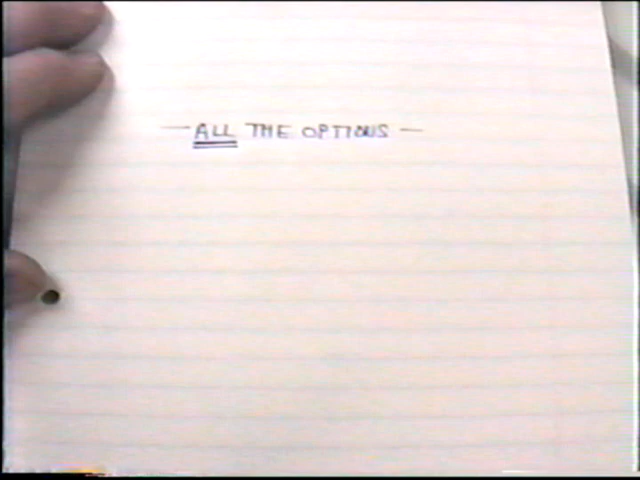 — ALL THE OPTIONS —